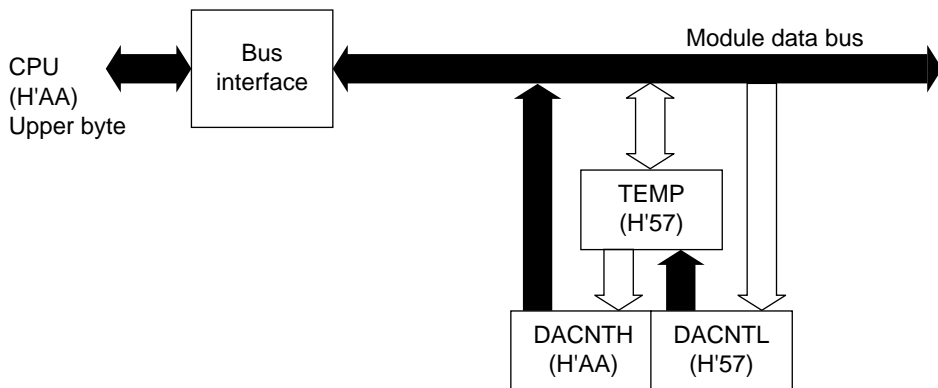 CPU
(H'AA)
Upper byte
Bus
interface
Module data bus
TEMP
(H'57)
DACNTH
(H'AA)
DACNTL
(H'57)